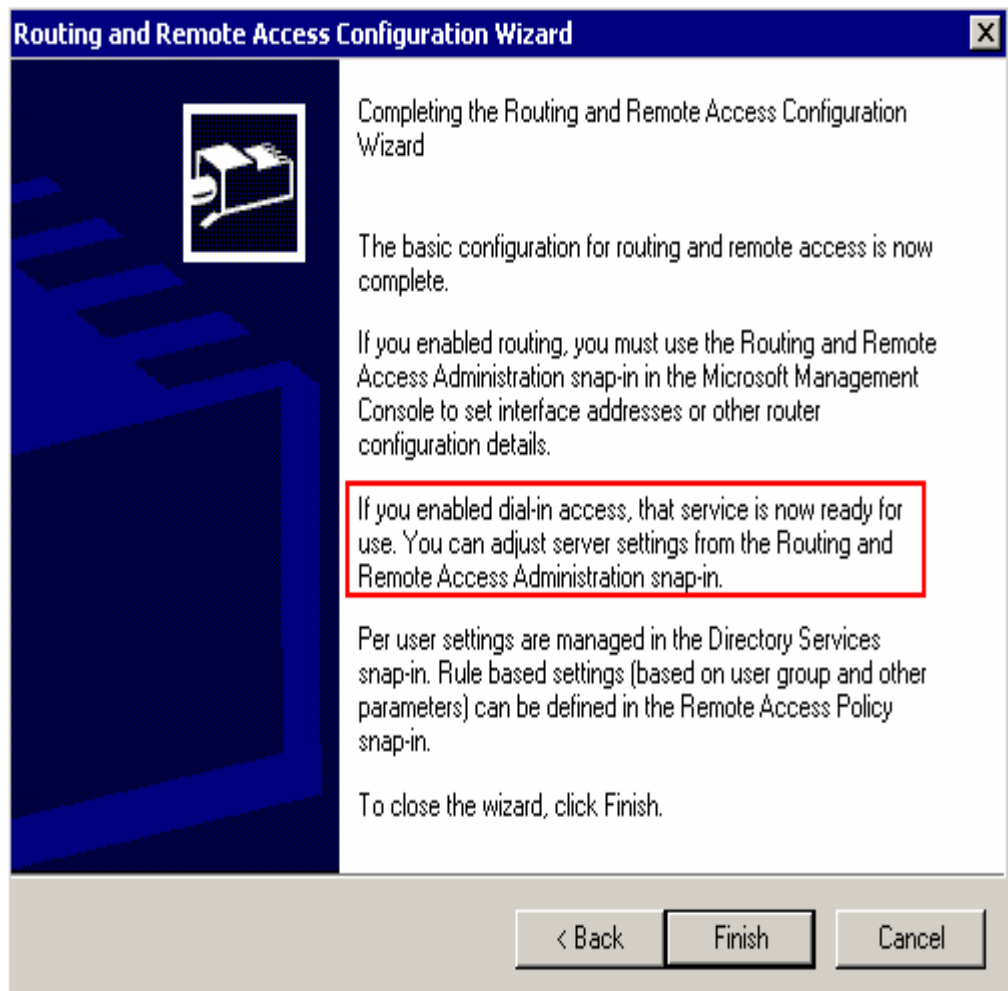 Routing and Remote Access Configuration Wizard
Completing the Routing and Remote Access Configuration
Wizard
The basic configuration for routing and remote access is now
complete.
If you enabled routing, you must use the Routing and Remote
Access Administration snap-in in the Microsoft Management
Console to set interface addresses or other router
configuration details.
If you enabled dial-in access, that service is now ready for
use. You can adjust server settings from the Routing and
Remote Access Administration snap-in.
Per user settings are managed in the Directory Services
snap-in. Rule based settings (based on user group and other
parameters) can be defined in the Remote Access Policy
snap-in.
To close the wizard, click Finish.
< Back
Finish
Cancel